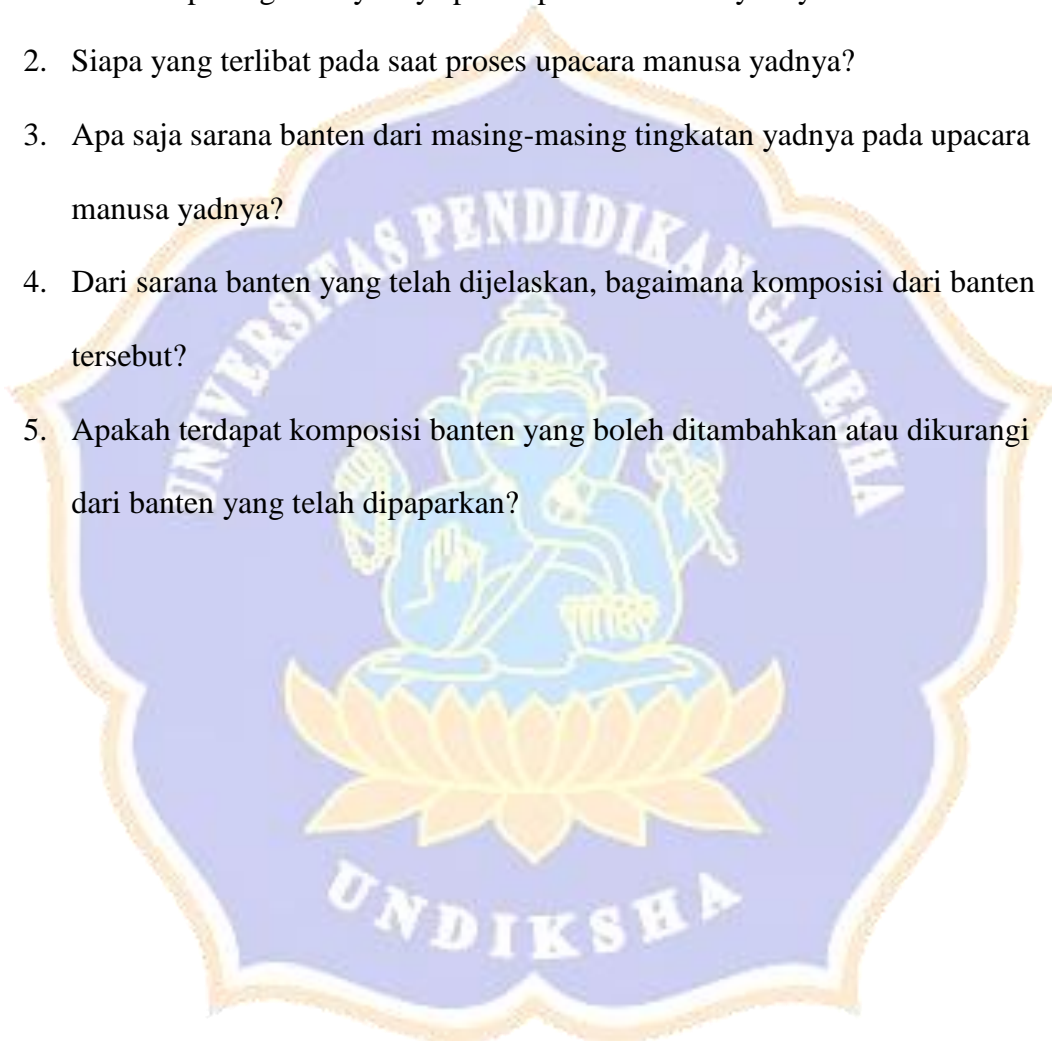 2. Siapa yang terlibat pada saat proses upacara manusa yadnya?
3. Apa saja sarana banten dari masing-masing tingkatan yadnya pada upacara
manusa yadnya?
UNIVERSITAS PENDIDIKAN GANESHA
4. Dari sarana banten yang telah dijelaskan, bagaimana komposisi dari banten
tersebut?
5. Apakah terdapat komposisi banten yang boleh ditambahkan atau dikurangi
dari banten yang telah dipaparkan?
UNDIKSHA